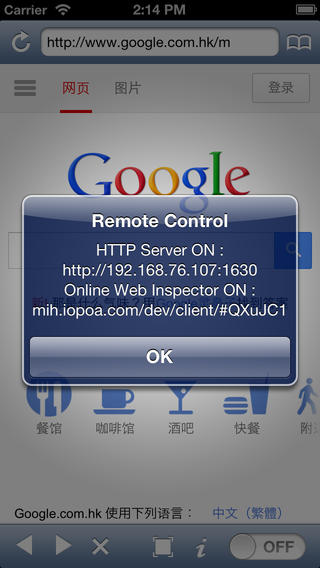 Carrier 2:14 PM
http://www.google.com.hk/m
网页 图片 登录
Google
Remote Control
HTTP Server ON :
http://192.168.76.107:1630
Online Web Inspector ON :
mih.iopoa.com/dev/client/#QXuJC1
OK
餐馆 咖啡馆 酒吧 快餐
Google.com.hk 使用下列语言： 中文（繁體）
i OFF